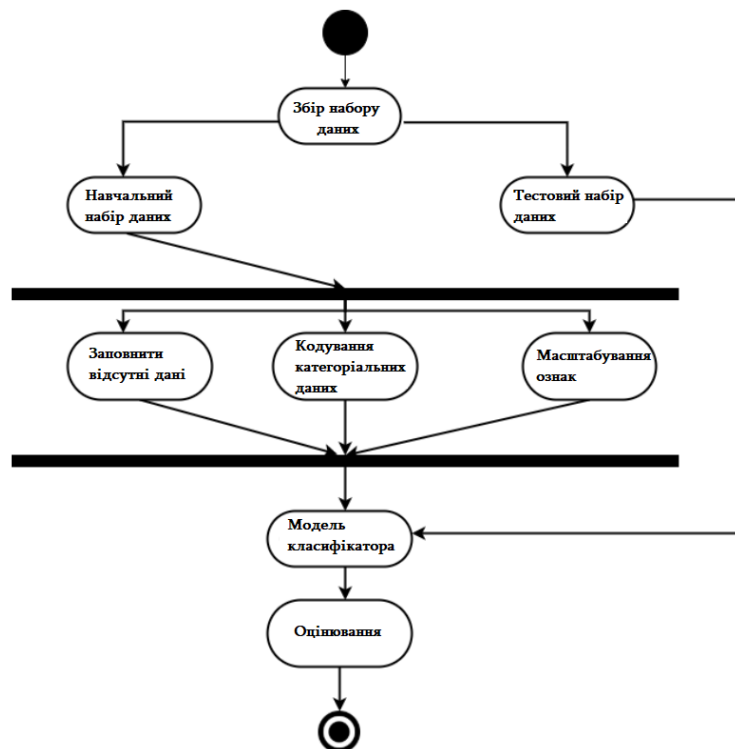 Збір набору
даних
Навчальний
набір даних
Тестовий набір
даних
Заповнити
відсутні дані
Кодування
категоріальних
даних
Масштабування
ознак
Модель
класифікатора
Оцінювання